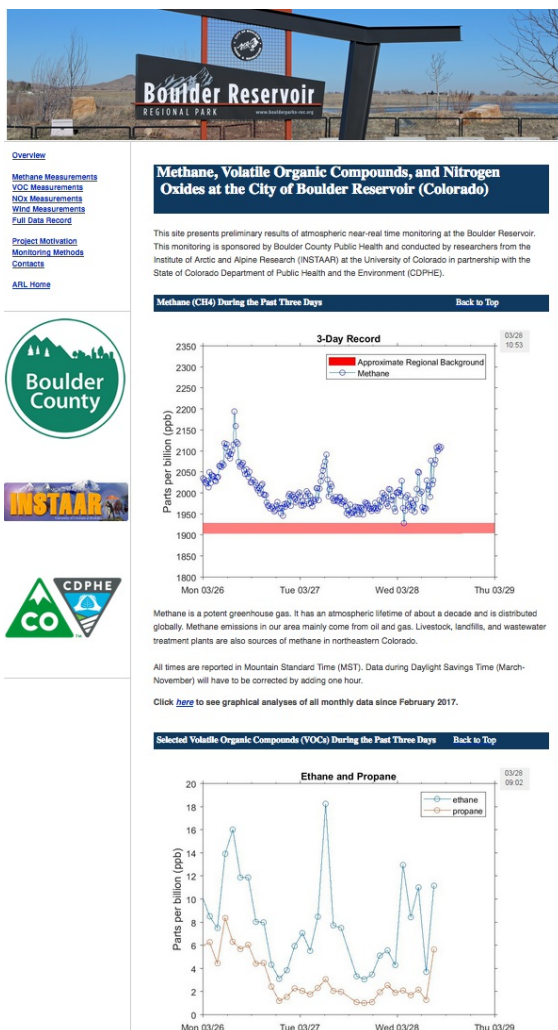 CITY OF BOULDER
Boulder Reservoir
REGIONAL PARK
www.boulderparks-rec.org
Overview
Methane Measurements
VOC Measurements
NOx Measurements
Wind Measurements
Full Data Record
Project Motivation
Monitoring Methods
Contacts
ARL Home
Boulder
County
INSTAAR
CO
CDPHE
Methane, Volatile Organic Compounds, and Nitrogen
Oxides at the City of Boulder Reservoir (Colorado)
This site presents preliminary results of atmospheric near-real time monitoring at the Boulder Reservoir.
This monitoring is sponsored by Boulder County Public Health and conducted by researchers from the
Institute of Arctic and Alpine Research (INSTAAR) at the University of Colorado in partnership with the
State of Colorado Department of Public Health and the Environment (CDPHE).
Methane (CH4) During the Past Three Days Back to Top
3-Day Record
03/28
10:53
Approximate Regional Background
Methane
Parts per billion (ppb)
2350
2300
2250
2200
2150
2100
2050
2000
1950
1900
1850
1800
Mon 03/26 Tue 03/27 Wed 03/28 Thu 03/29
Methane is a potent greenhouse gas. It has an atmospheric lifetime of about a decade and is distributed
globally. Methane emissions in our area mainly come from oil and gas. Livestock, landfills, and wastewater
treatment plants are also sources of methane in northeastern Colorado.
All times are reported in Mountain Standard Time (MST). Data during Daylight Savings Time (March-
November) will have to be corrected by adding one hour.
Click here to see graphical analyses of all monthly data since February 2017.
Selected Volatile Organic Compounds (VOCs) During the Past Three Days Back to Top
Ethane and Propane
03/28
09:02
ethane
propane
Parts per billion (ppb)
20
18
16
14
12
10
8
6
4
2
0
Mon 03/26 Tue 03/27 Wed 03/28 Thu 03/29